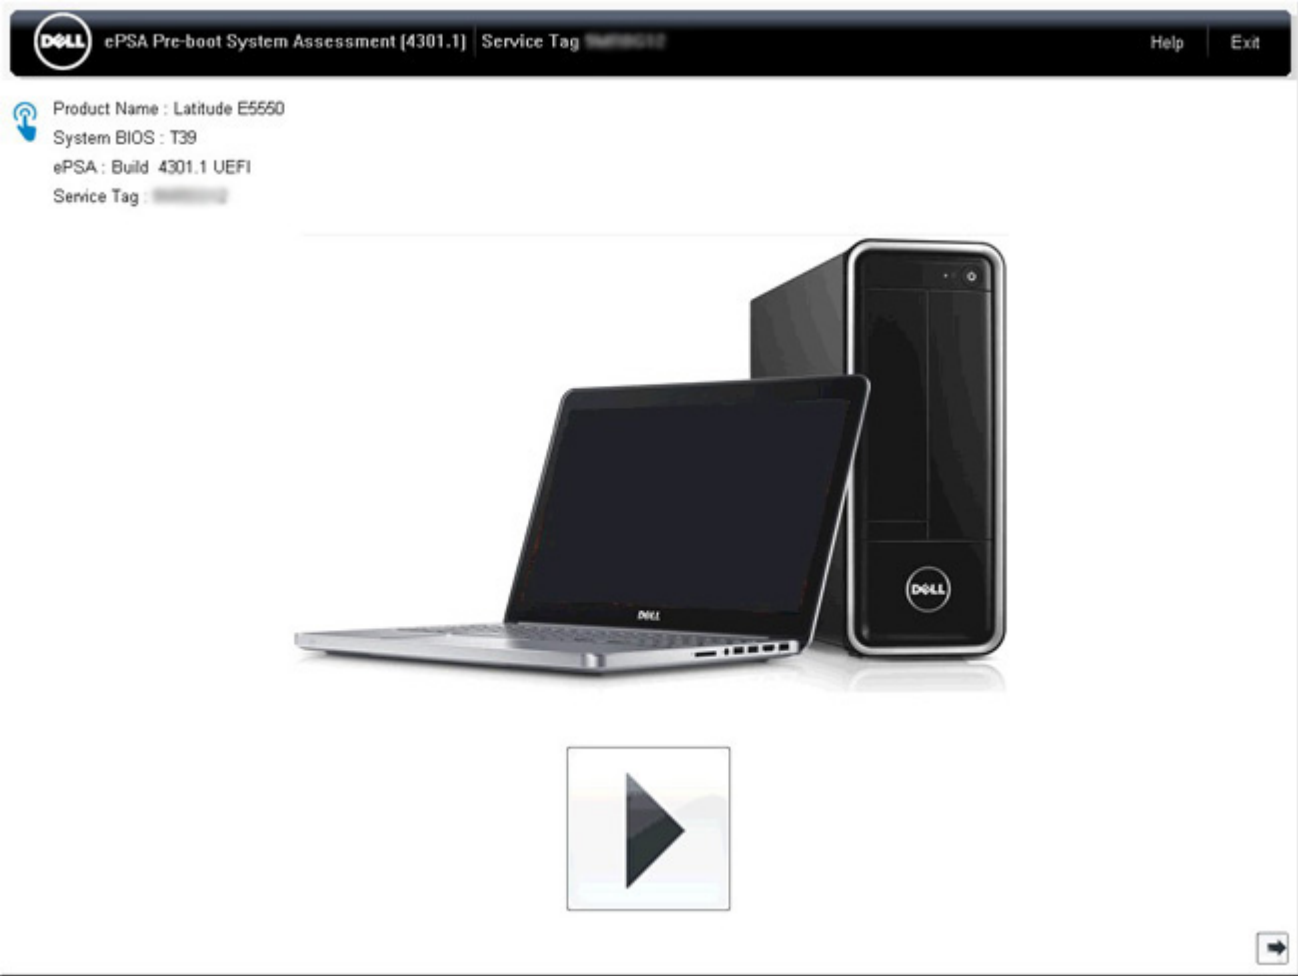 DELL ePSA Pre-boot System Assessment (4301.1) Service Tag Help Exit
Product Name : Latitude E5550
System BIOS : T39
ePSA : Build 4301.1 UEFI
Service Tag :
DELL
DELL